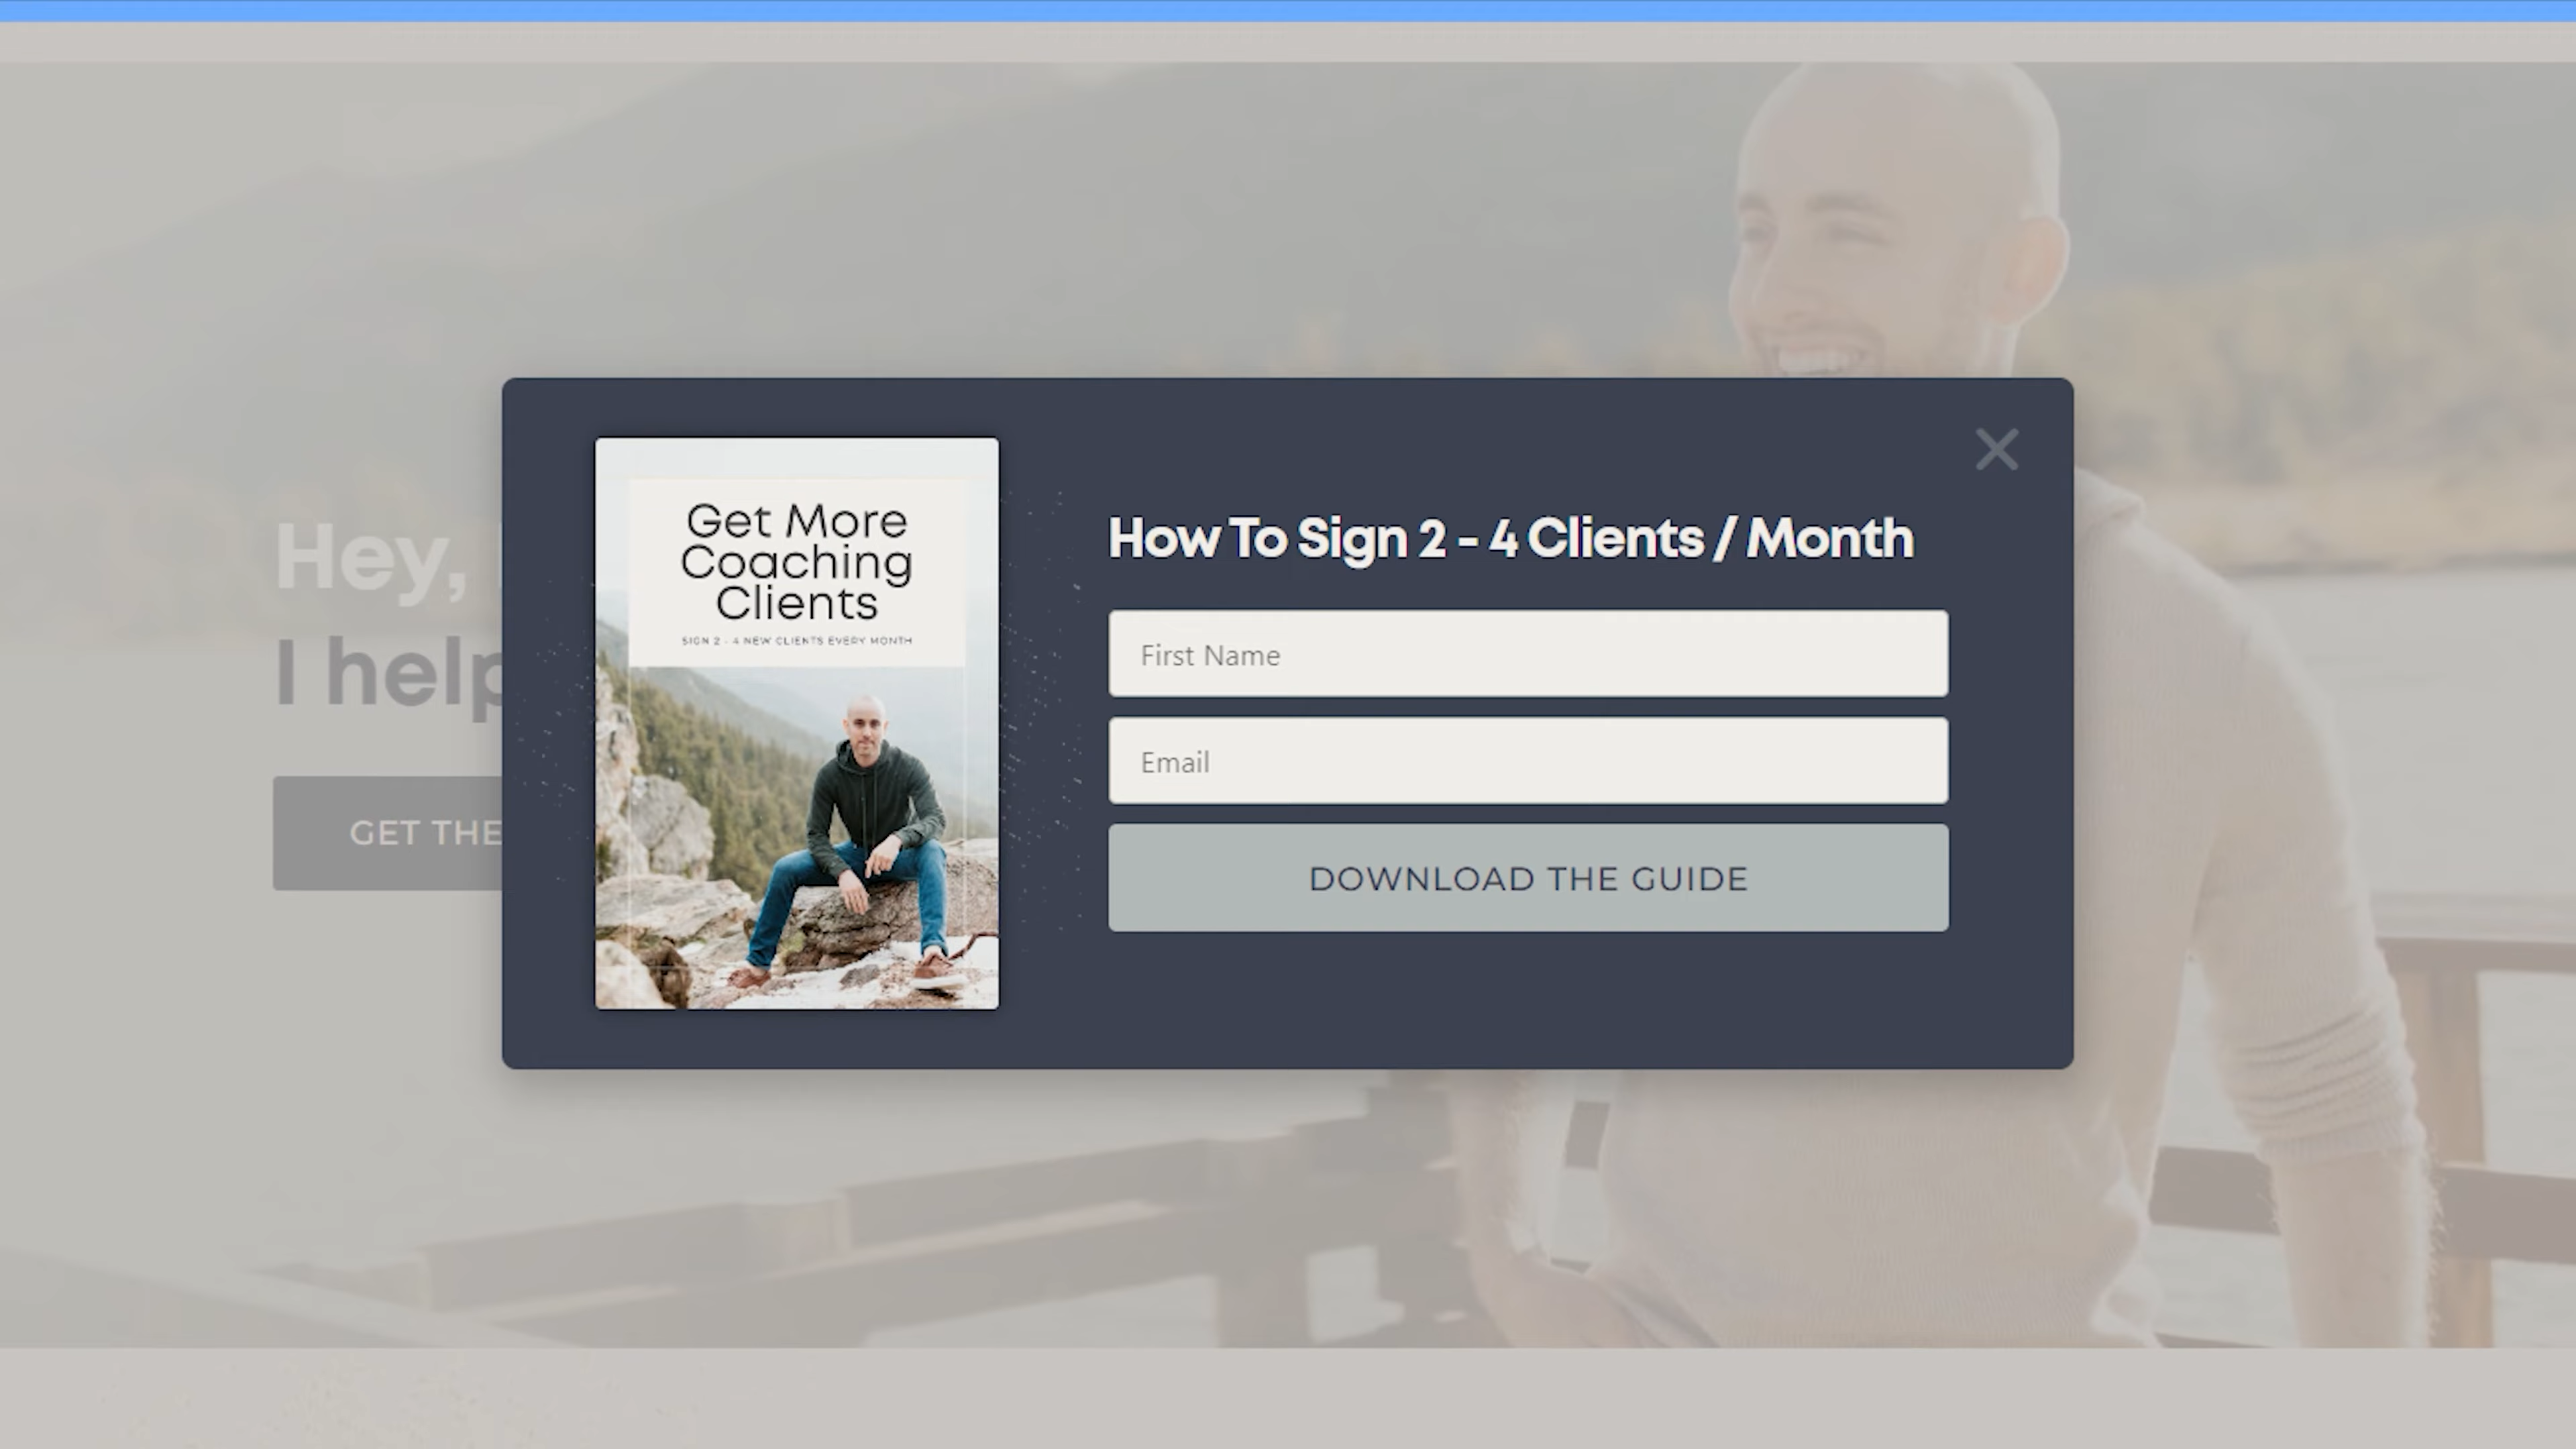 Hey,
I help
GET THE
Get More
Coaching
Clients
SIGN 2 - 4 NEW CLIENTS EVERY MONTH
How To Sign 2 - 4 Clients / Month
First Name
Email
DOWNLOAD THE GUIDE